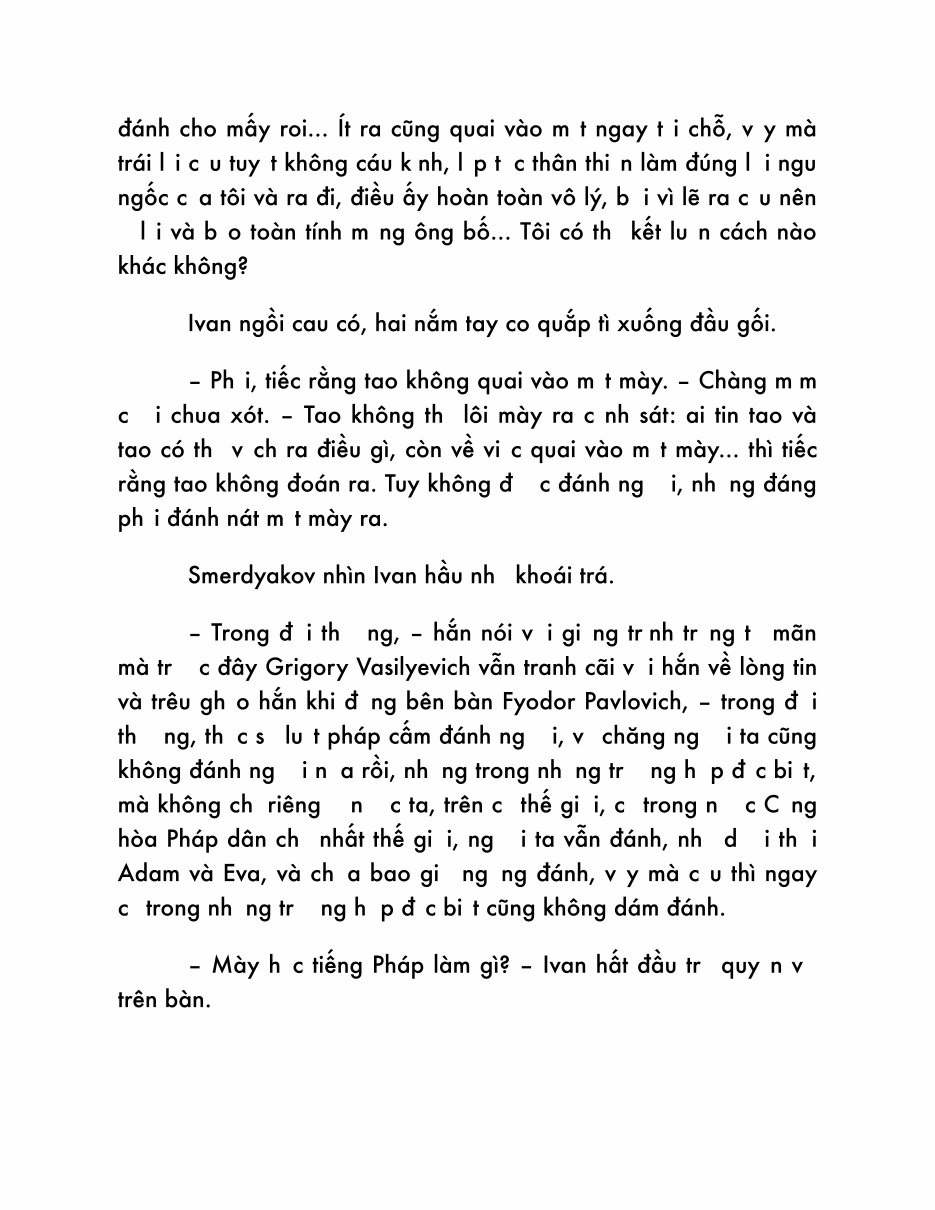 đánh cho mấy roi... Ít ra cũng quai vào m t ngay t i chỗ, v y mà
trái l i c u tuy t không cáu k nh, l p t c thân thi n làm đúng l i ngu
ngốc c a tôi và ra đi, điều ấy hoàn toàn vô lý, b i vì lẽ ra c u nên
l i và b o toàn tính m ng ông bố... Tôi có th kết lu n cách nào
khác không?
Ivan ngồi cau có, hai nắm tay co quắp tì xuống đầu gối.
– Ph i, tiếc rằng tao không quai vào m t mày. – Chàng m m
c i chua xót. – Tao không th lôi mày ra c nh sát: ai tin tao và
tao có th v ch ra điều gì, còn về vi c quai vào m t mày... thì tiếc
rằng tao không đoán ra. Tuy không đ c đánh ng i, nh ng đáng
ph i đánh nát m t mày ra.
Smerdyakov nhìn Ivan hầu nh khoái trá.
– Trong đ i th ng, – hắn nói v i gi ng tr nh tr ng t mãn
mà tr c đây Grigory Vasilyevich vẫn tranh cãi v i hắn về lòng tin
và trêu gh o hắn khi đ ng bên bàn Fyodor Pavlovich, – trong đ i
th ng, th c s lu t pháp cấm đánh ng i, v chăng ng i ta cũng
không đánh ng i n a rồi, nh ng trong nh ng tr ng h p đ c bi t,
mà không ch riêng n c ta, trên c thế gi i, c trong n c C ng
hòa Pháp dân ch nhất thế gi i, ng i ta vẫn đánh, nh d i th i
Adam và Eva, và ch a bao gi ng ng đánh, v y mà c u thì ngay
c trong nh ng tr ng h p đ c bi t cũng không dám đánh.
– Mày h c tiếng Pháp làm gì? – Ivan hất đầu tr quy n v
trên bàn.